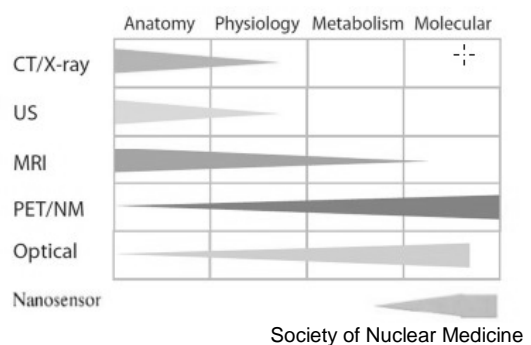 Anatomy Physiology Metabolism Molecular
CT/X-ray
US
MRI
PET/NM
Optical
Nanosensor
Society of Nuclear Medicine